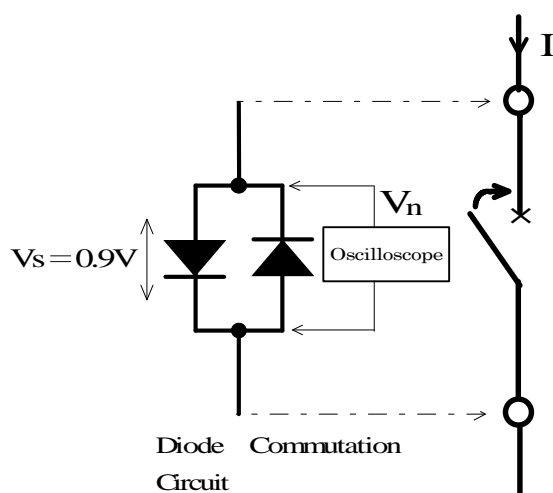 I
Vn
Vs=0.9V
Oscilloscope
Diode Commutation
Circuit